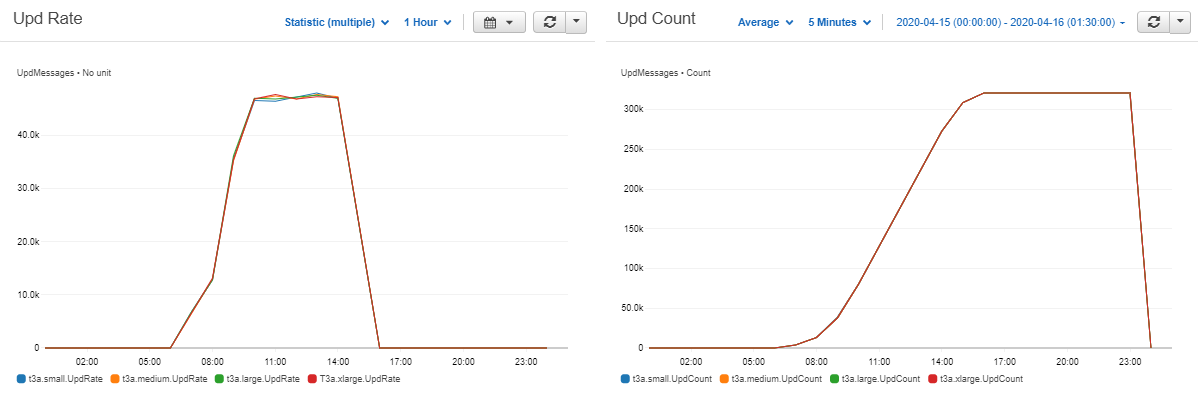 Upd Rate
Statistic (multiple) 1 Hour
UpdMessages • No unit
40.0k
30.0k
20.0k
10.0k
0
02:00 05:00 08:00 11:00 14:00 17:00 20:00 23:00
t3a.small.UpdRate t3a.medium.UpdRate t3a.large.UpdRate T3a.xlarge.UpdRate
Upd Count
Average 5 Minutes 2020-04-15 (00:00:00) - 2020-04-16 (01:30:00)
UpdMessages • Count
300k
250k
200k
150k
100k
50.0k
0
02:00 05:00 08:00 11:00 14:00 17:00 20:00 23:00
t3a.small.UpdCount t3a.medium.UpdCount t3a.large.UpdCount t3a.xlarge.UpdCount